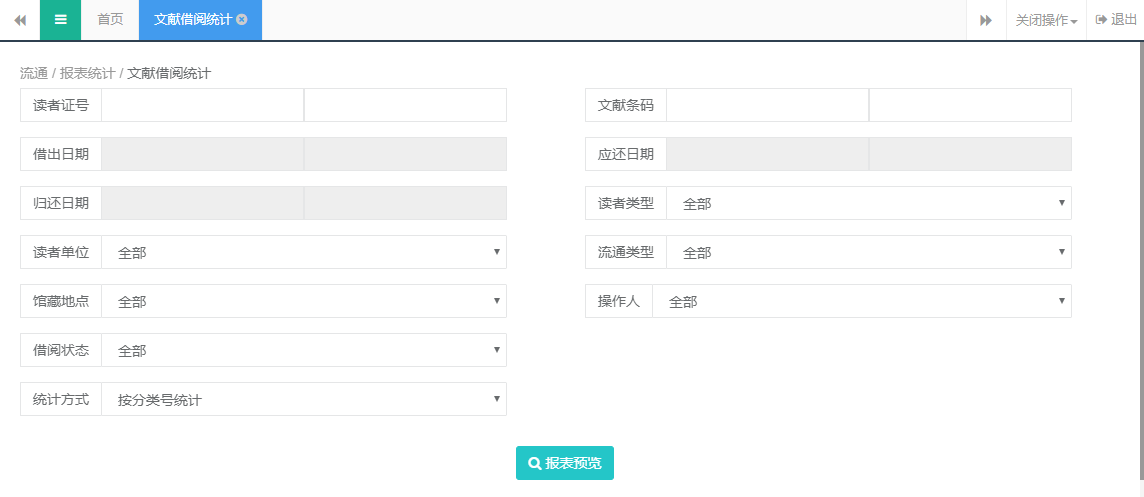 首页 文献借阅统计 关闭操作 退出
流通 / 报表统计 / 文献借阅统计
读者证号 文献条码
借出日期 应还日期
归还日期 读者类型 全部
读者单位 全部 流通类型 全部
馆藏地点 全部 操作人 全部
借阅状态 全部
统计方式 按分类号统计
报表预览